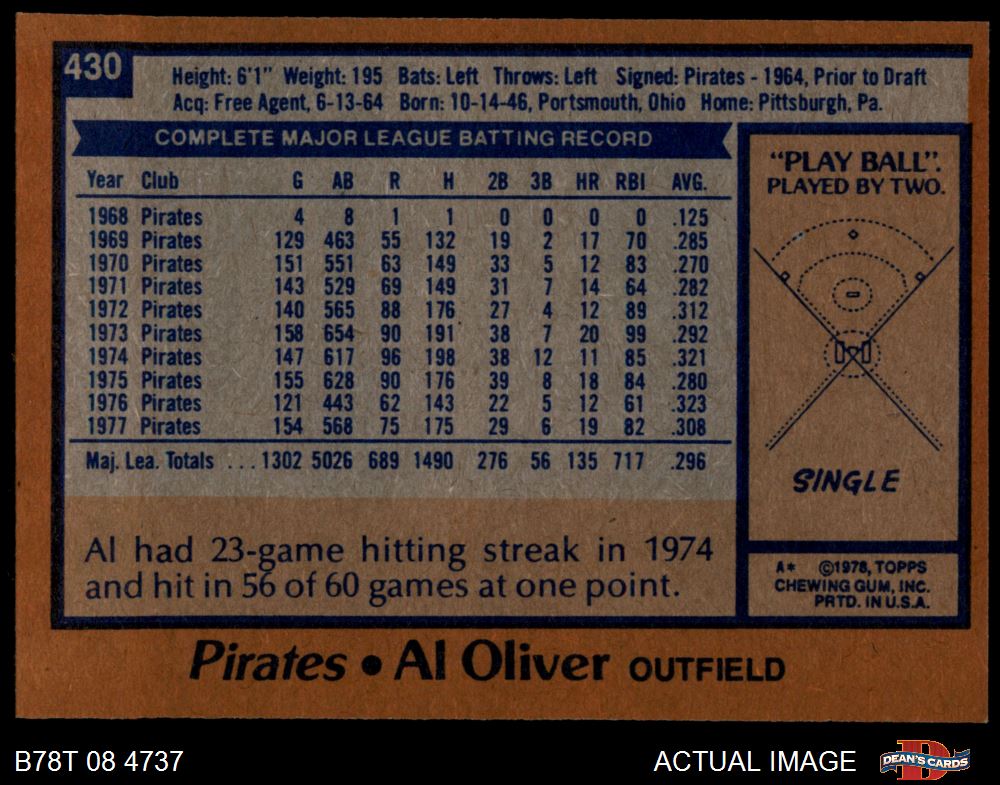 430
Height: 6'1" Weight: 195 Bats: Left Throws: Left Signed: Pirates - 1964, Prior to Draft
Acq: Free Agent, 6-13-64 Born: 10-14-46, Portsmouth, Ohio Home: Pittsburgh, Pa.
COMPLETE MAJOR LEAGUE BATTING RECORD
Year Club G AB R H 2B 3B HR RBI AVG.
1968 Pirates 4 8 1 1 0 0 0 0 .125
1969 Pirates 129 463 55 132 19 2 17 70 .285
1970 Pirates 151 551 63 149 33 5 12 83 .270
1971 Pirates 143 529 69 149 31 7 14 64 .282
1972 Pirates 140 565 88 176 27 4 12 89 .312
1973 Pirates 158 654 90 191 38 7 20 99 .292
1974 Pirates 147 617 96 198 38 12 11 85 .321
1975 Pirates 155 628 90 176 39 8 18 84 .280
1976 Pirates 121 443 62 143 22 5 12 61 .323
1977 Pirates 154 568 75 175 29 6 19 82 .308
Maj. Lea. Totals ... 1302 5026 689 1490 276 56 135 717 .296
Al had 23-game hitting streak in 1974
and hit in 56 of 60 games at one point.
"PLAY BALL".
PLAYED BY TWO.
SINGLE
A* ©1978, TOPPS
CHEWING GUM, INC.
PRTD. IN U.S.A.
Pirates • Al Oliver OUTFIELD
B78T 08 4737
ACTUAL IMAGE
D
DEAN'S CARDS